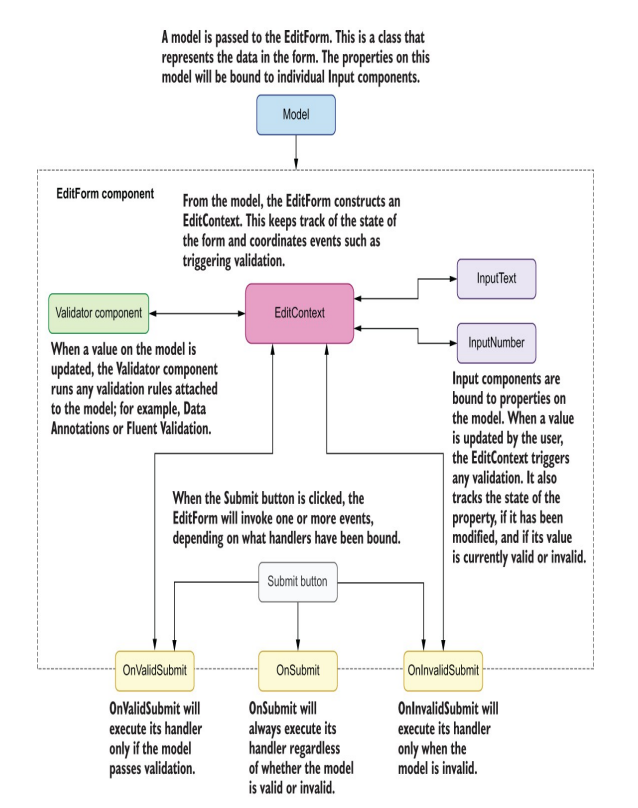 A model is passed to the EditForm. This is a class that
represents the data in the form. The properties on this
model will be bound to individual Input components.
Model
EditForm component
From the model, the EditForm constructs an
EditContext. This keeps track of the state of
the form and coordinates events such as
triggering validation.
InputText
Validator component
EditContext
InputNumber
When a value on the model is
updated, the Validator component
runs any validation rules attached
to the model; for example, Data
Annotations or Fluent Validation.
Input components are
bound to properties on
the model. When a value
is updated by the user,
the EditContext triggers
any validation. It also
tracks the state of the
property, if it has been
modified, and if its value
is currently valid or invalid.
When the Submit button is clicked, the
EditForm will invoke one or more events,
depending on what handlers have been bound.
Submit button
OnValidSubmit
OnSubmit
OnInvalidSubmit
OnValidSubmit will
execute its handler
only if the model
passes validation.
OnSubmit will
always execute its
handler regardless
of whether the model
is valid or invalid.
OnInvalidSubmit will
execute its handler
only when the
model is invalid.